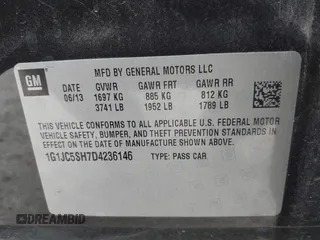 GM
MFD BY GENERAL MOTORS LLC
DATE GVWR GAWR FRT GAWR RR
06/13 1697 KG 885 KG 812 KG
3741 LB 1952 LB 1789 LB
THIS VEHICLE CONFORMS TO ALL APPLICABLE U.S. FEDERAL MOTOR
VEHICLE SAFETY, BUMPER, AND THEFT PREVENTION STANDARDS
IN EFFECT ON THE DATE OF MANUFACTURE SHOWN ABOVE.
1G1JC5SH7D4236146 TYPE: PASS CAR
DREAMBID